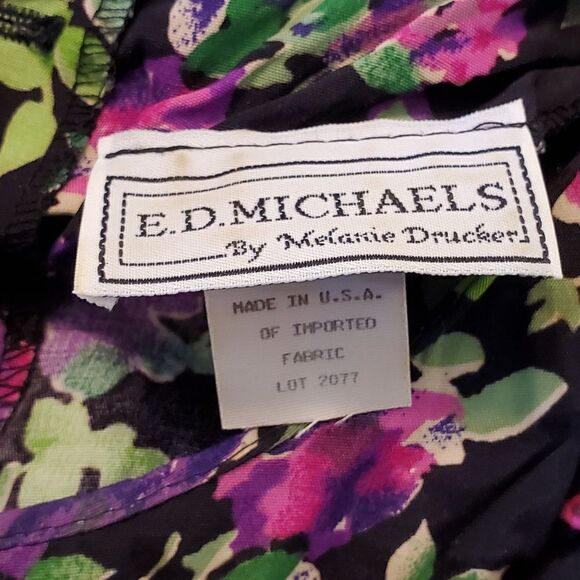 E.D.MICHAELS
By Melanie Drucker
MADE IN U.S.A.
OF IMPORTED
FABRIC
LOT 2077